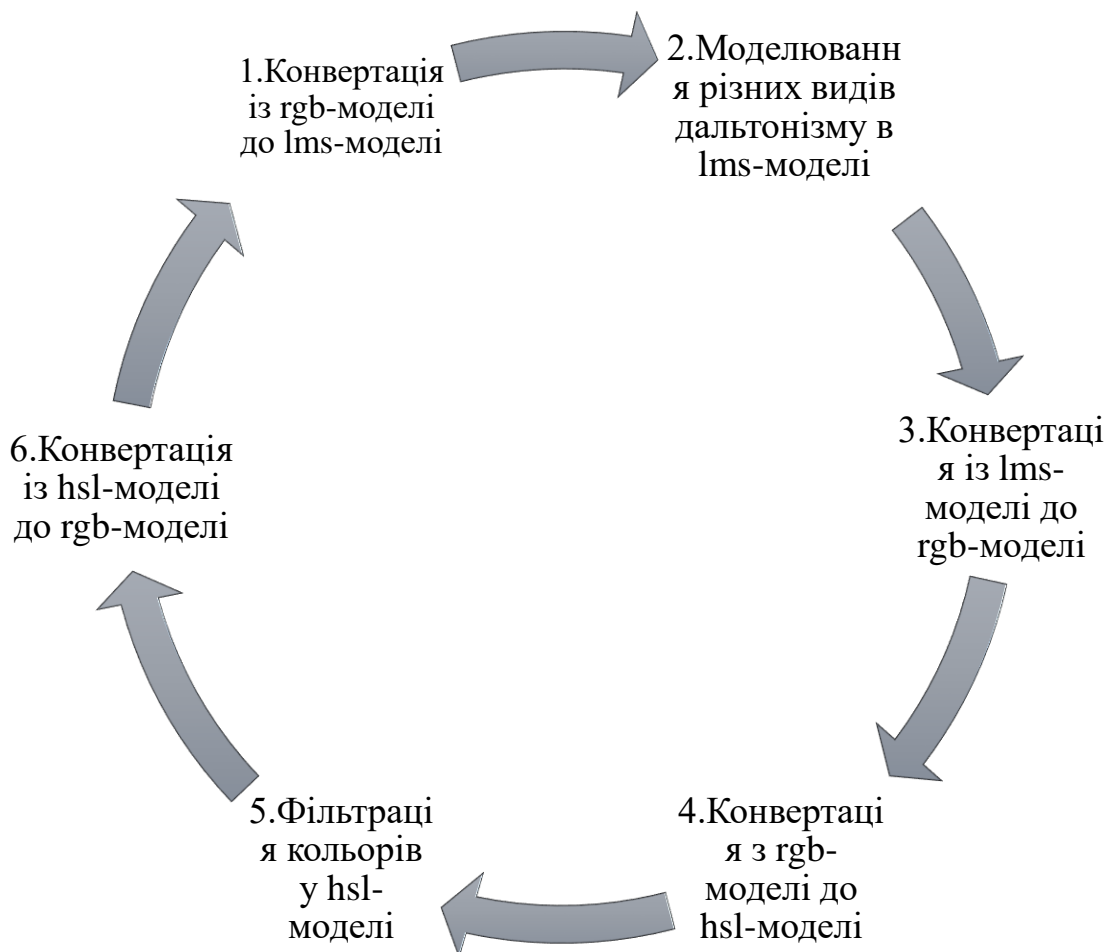 1.Конвертація
із rgb-моделі
до lms-моделі
2.Моделюванн
я різних видів
дальтонізму в
lms-моделі
3.Конвертаці
я із lms-
моделі до
rgb-моделі
4.Конвертаці
я з rgb-
моделі до
hsl-моделі
5.Фільтраці
я кольорів
у hsl-
моделі
6.Конвертація
із hsl-моделі
до rgb-моделі